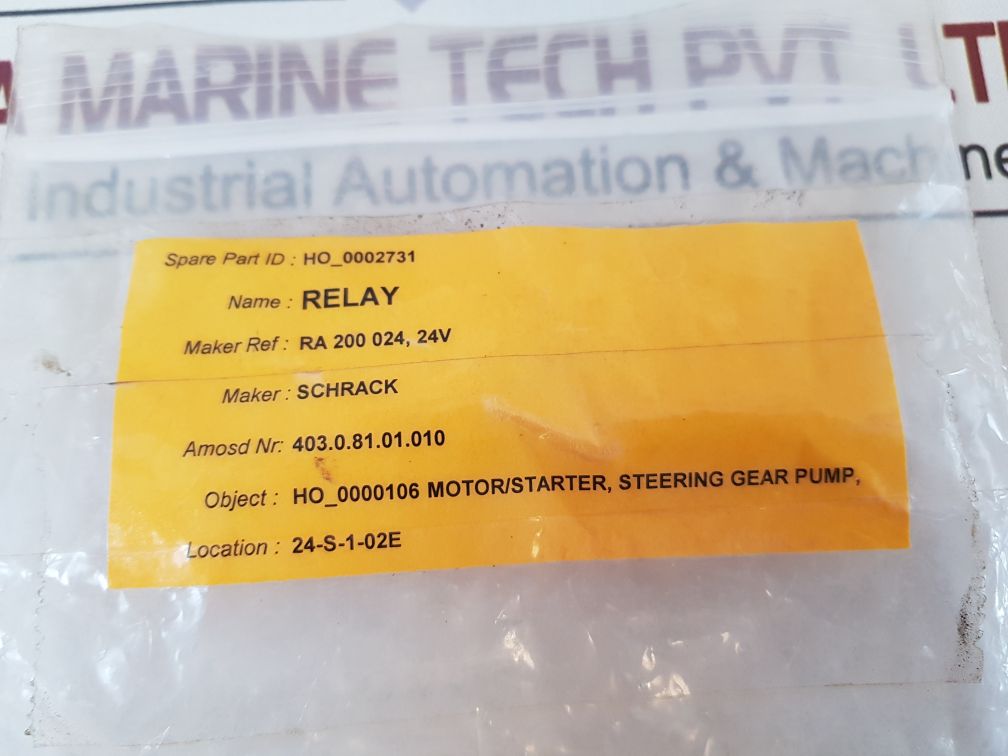 A MARINE TECH PVT. LT
Industrial Automation & Machine
Spare Part ID : HO_0002731
Name : RELAY
Maker Ref : RA 200 024, 24V
Maker : SCHRACK
Amosd Nr: 403.0.81.01.010
Object : HO_0000106 MOTOR/STARTER, STEERING GEAR PUMP,
Location : 24-S-1-02E